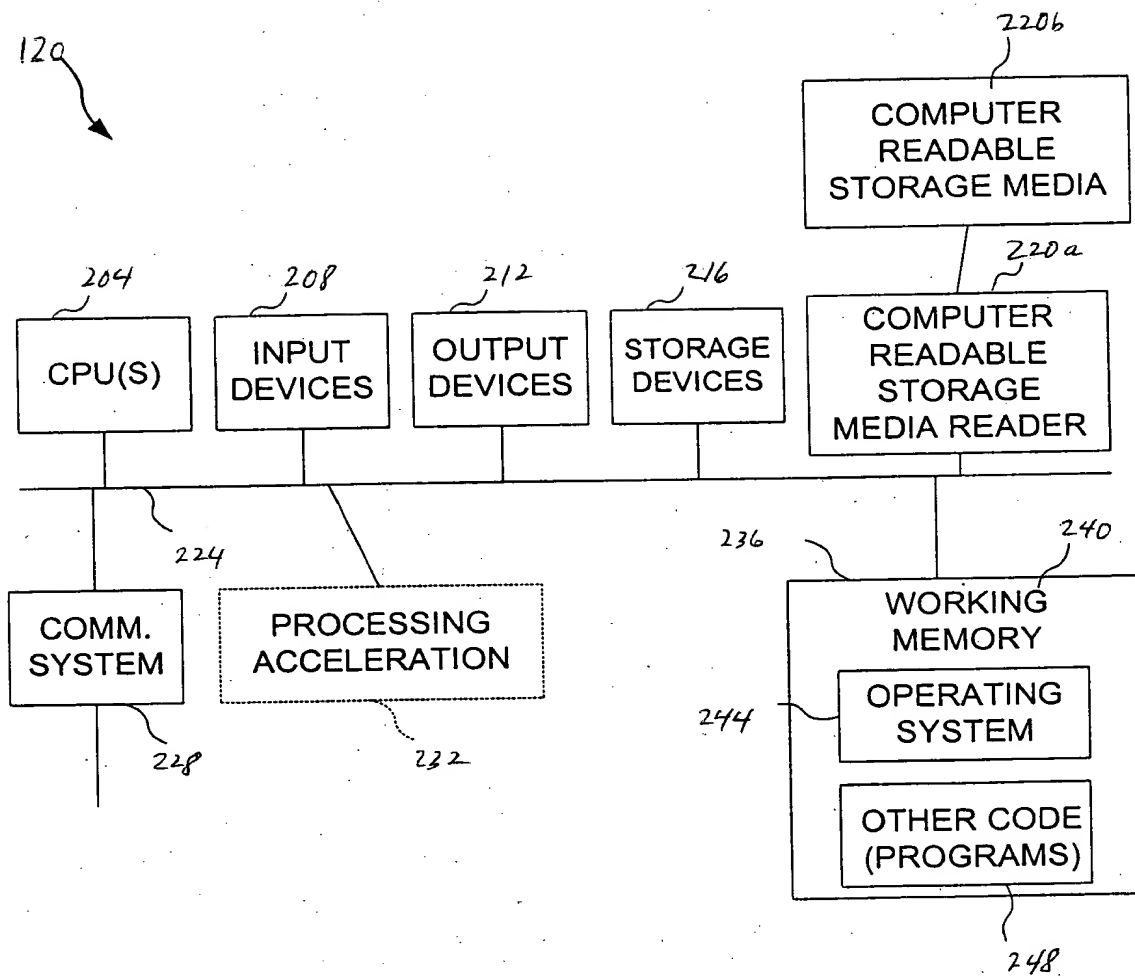 120
220b
COMPUTER
READABLE
STORAGE MEDIA
204
208
212
216
220a
CPU(S)
INPUT
DEVICES
OUTPUT
DEVICES
STORAGE
DEVICES
COMPUTER
READABLE
STORAGE
MEDIA READER
224
236
240
COMM.
SYSTEM
PROCESSING
ACCELERATION
WORKING
MEMORY
228
232
244
OPERATING
SYSTEM
OTHER CODE
(PROGRAMS)
248